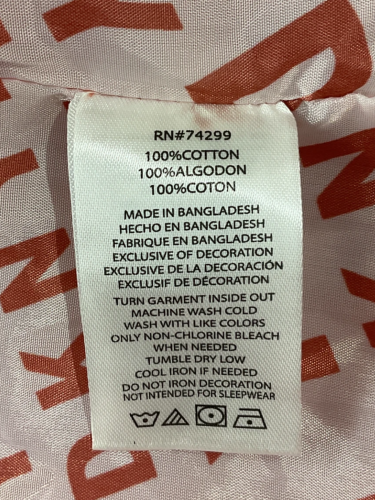 RN#74299
100%COTTON
100%ALGODON
100%COTON
MADE IN BANGLADESH
HECHO EN BANGLADESH
FABRIQUE EN BANGLADESH
EXCLUSIVE OF DECORATION
EXCLUSIVE DE LA DECORACIÓN
EXCLUSIF DE DÉCORATION
TURN GARMENT INSIDE OUT
MACHINE WASH COLD
WASH WITH LIKE COLORS
ONLY NON-CHLORINE BLEACH
WHEN NEEDED
TUMBLE DRY LOW
COOL IRON IF NEEDED
DO NOT IRON DECORATION
NOT INTENDED FOR SLEEPWEAR